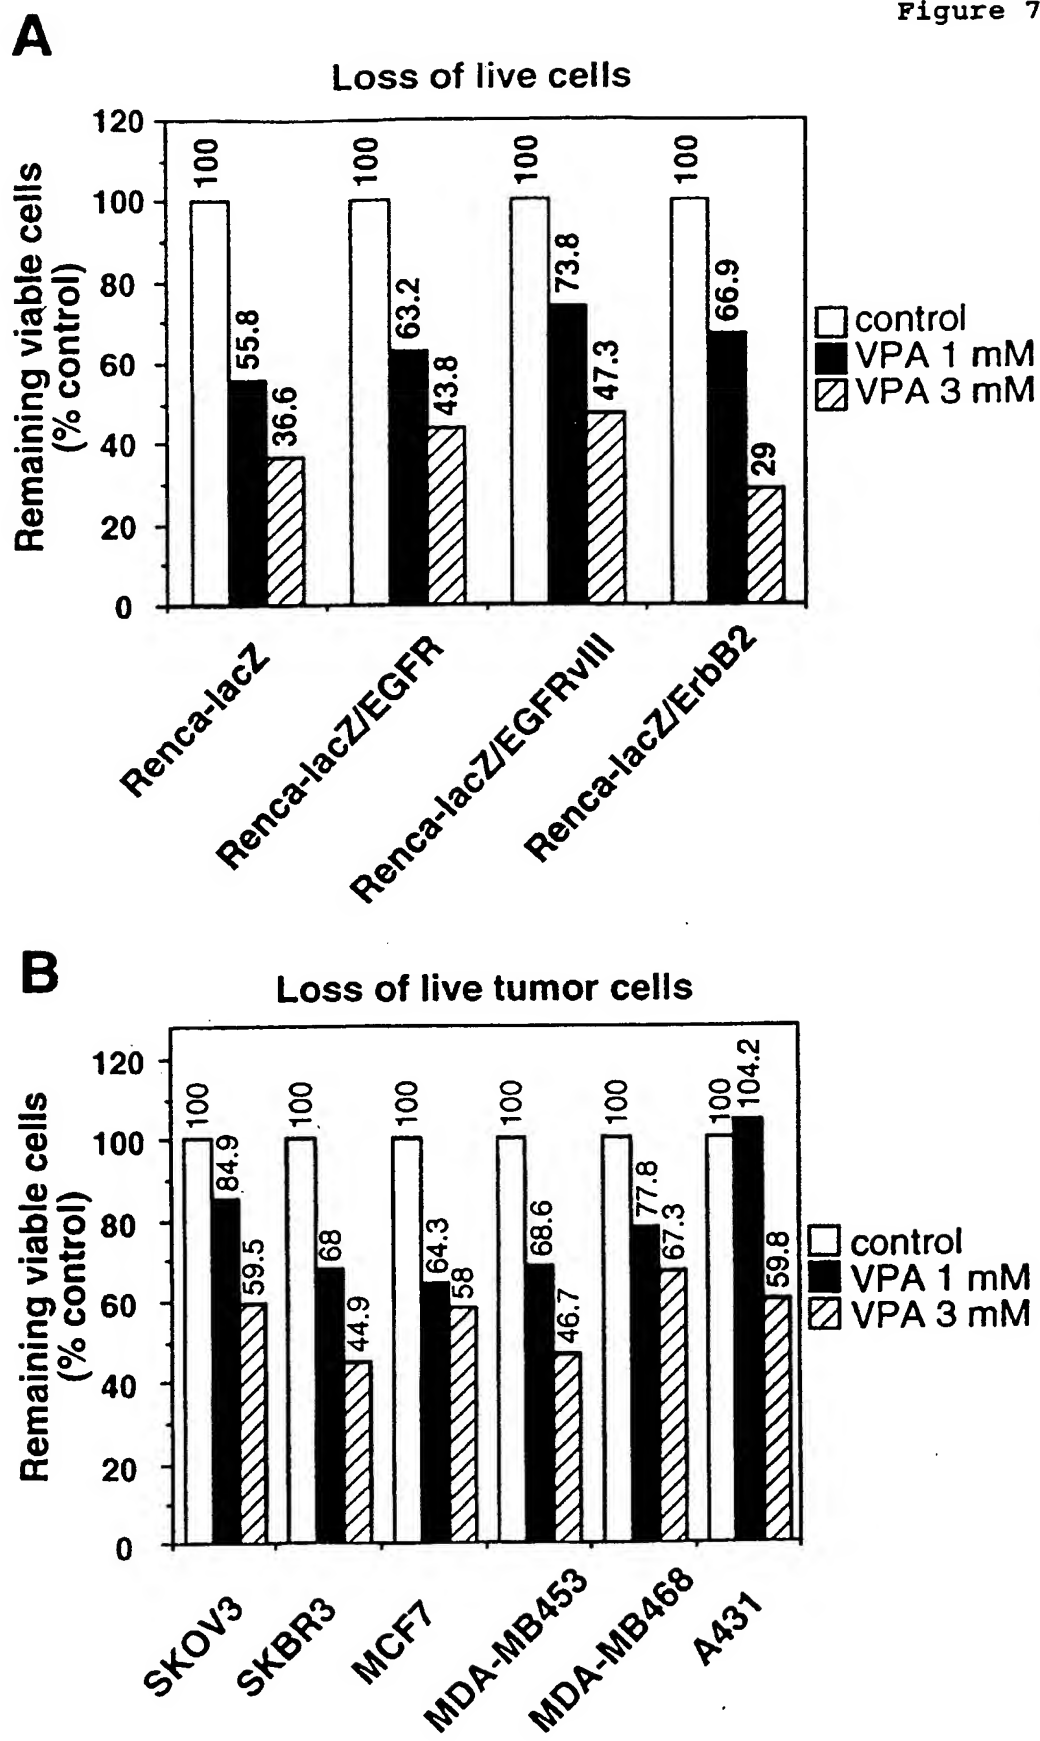 Figure 7
A
Loss of live cells
Remaining viable cells
(% control)
120
100
80
60
40
20
0
100
55.8
36.6
100
63.2
43.8
100
73.8
47.3
100
66.9
29
control
VPA 1 mM
VPA 3 mM
Renca-lacZ
Renca-lacZ/EGFR
Renca-lacZ/EGFRvIII
Renca-lacZ/ErbB2
B
Loss of live tumor cells
Remaining viable cells
(% control)
120
100
80
60
40
20
0
100
84.9
59.5
100
68
44.9
100
64.3
58
100
68.6
46.7
100
77.8
67.3
100
104.2
59.8
control
VPA 1 mM
VPA 3 mM
SKOV3
SKBR3
MCF7
MDA-MB453
MDA-MB468
A431